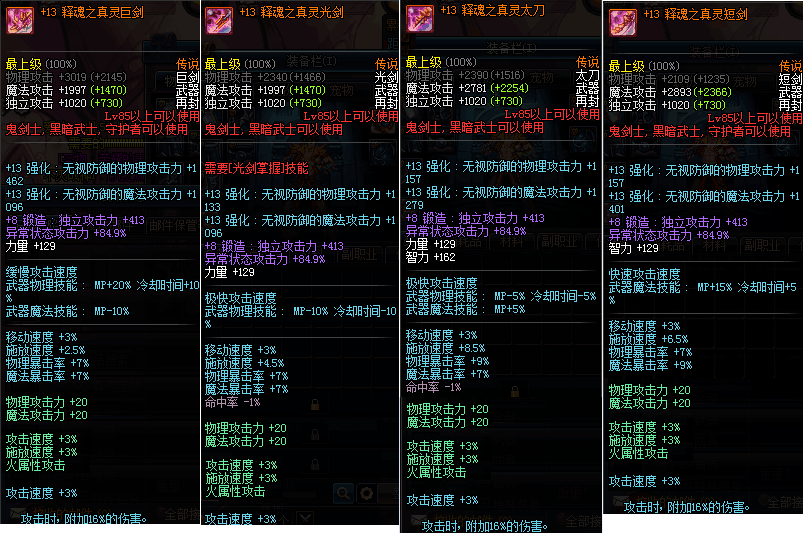 +13 释魂之真灵巨剑
最上级 (100%) 传说
物理攻击 +3019 (+2145) 巨剑
魔法攻击 +1997 (+1470) 武器
独立攻击 +1020 (+730) 再封
Lv85以上可以使用
鬼剑士, 黑暗武士, 守护者可以使用
+13 强化：无视防御的物理攻击力 +1
462
+13 强化：无视防御的魔法攻击力 +1
096
+8 锻造：独立攻击力 +413
异常状态攻击力 +84.9%
力量 +129
缓慢攻击速度
武器物理技能： MP+20% 冷却时间+10
%
武器魔法技能： MP-10%
移动速度 +3%
施放速度 +2.5%
物理暴击率 +7%
魔法暴击率 +7%
物理攻击力 +20
魔法攻击力 +20
攻击速度 +3%
施放速度 +3%
火属性攻击
攻击速度 +3%
攻击时, 附加16%的伤害。
+13 释魂之真灵光剑
装备栏(I)
最上级 (100%) 传说
物理攻击 +2340 (+1466) 光剑
魔法攻击 +1997 (+1470) 武器
独立攻击 +1020 (+730) 再封
Lv85以上可以使用
鬼剑士, 黑暗武士可以使用
需要[光剑掌握]技能
+13 强化：无视防御的物理攻击力 +1
133
+13 强化：无视防御的魔法攻击力 +1
096
+8 锻造：独立攻击力 +413
异常状态攻击力 +84.9%
力量 +129
极快攻击速度
武器物理技能： MP-10% 冷却时间-10
%
移动速度 +3%
施放速度 +4.5%
物理暴击率 +7%
魔法暴击率 +7%
命中率 -1%
物理攻击力 +20
魔法攻击力 +20
攻击速度 +3%
施放速度 +3%
火属性攻击
攻击速度 +3%
+13 释魂之真灵太刀
装备栏(I)
最上级 (100%) 传说
物理攻击 +2390 (+1516) 太刀
魔法攻击 +2781 (+2254) 武器
独立攻击 +1020 (+730) 再封
Lv85以上可以使用
鬼剑士, 黑暗武士可以使用
+13 强化：无视防御的物理攻击力 +1
157
+13 强化：无视防御的魔法攻击力 +1
279
+8 锻造：独立攻击力 +413
异常状态攻击力 +84.9%
力量 +129
智力 +162
极快攻击速度
武器物理技能： MP-5% 冷却时间-5%
武器魔法技能： MP+5%
移动速度 +3%
施放速度 +8.5%
物理暴击率 +9%
魔法暴击率 +7%
命中率 -1%
物理攻击力 +20
魔法攻击力 +20
攻击速度 +3%
施放速度 +3%
火属性攻击
攻击速度 +3%
攻击时, 附加16%的伤害。
+13 释魂之真灵短剑
装备栏(I)
最上级 (100%) 传说
物理攻击 +2109 (+1235) 短剑
魔法攻击 +2893 (+2366) 武器
独立攻击 +1020 (+730) 再封
Lv85以上可以使用
鬼剑士, 黑暗武士, 守护者可以使用
+13 强化：无视防御的物理攻击力 +1
157
+13 强化：无视防御的魔法攻击力 +1
401
+8 锻造：独立攻击力 +413
异常状态攻击力 +84.9%
智力 +129
快速攻击速度
武器魔法技能： MP+15% 冷却时间+5
%
移动速度 +3%
施放速度 +6.5%
物理暴击率 +7%
魔法暴击率 +9%
物理攻击力 +20
魔法攻击力 +20
攻击速度 +3%
施放速度 +3%
火属性攻击
攻击速度 +3%
攻击时, 附加16%的伤害。